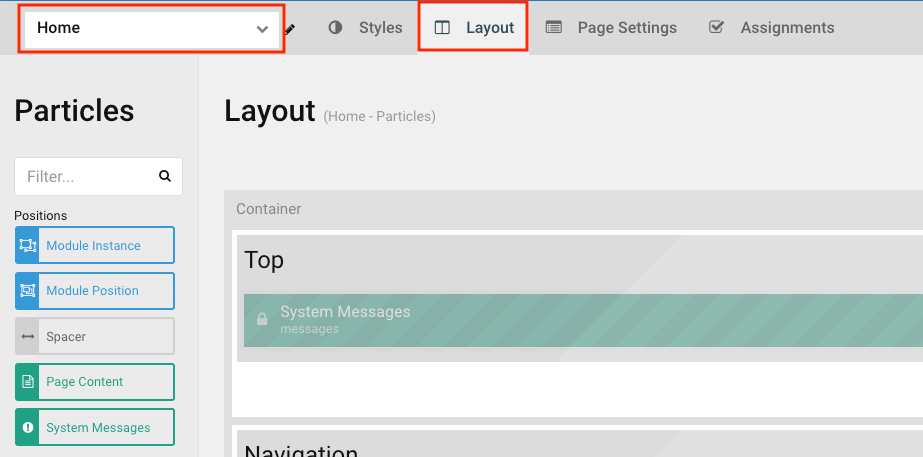 Home
Styles
Layout
Page Settings
Assignments
Particles
Filter...
Positions
Module Instance
Module Position
Spacer
Page Content
System Messages
Layout (Home - Particles)
Container
Top
System Messages
messages
Navigation